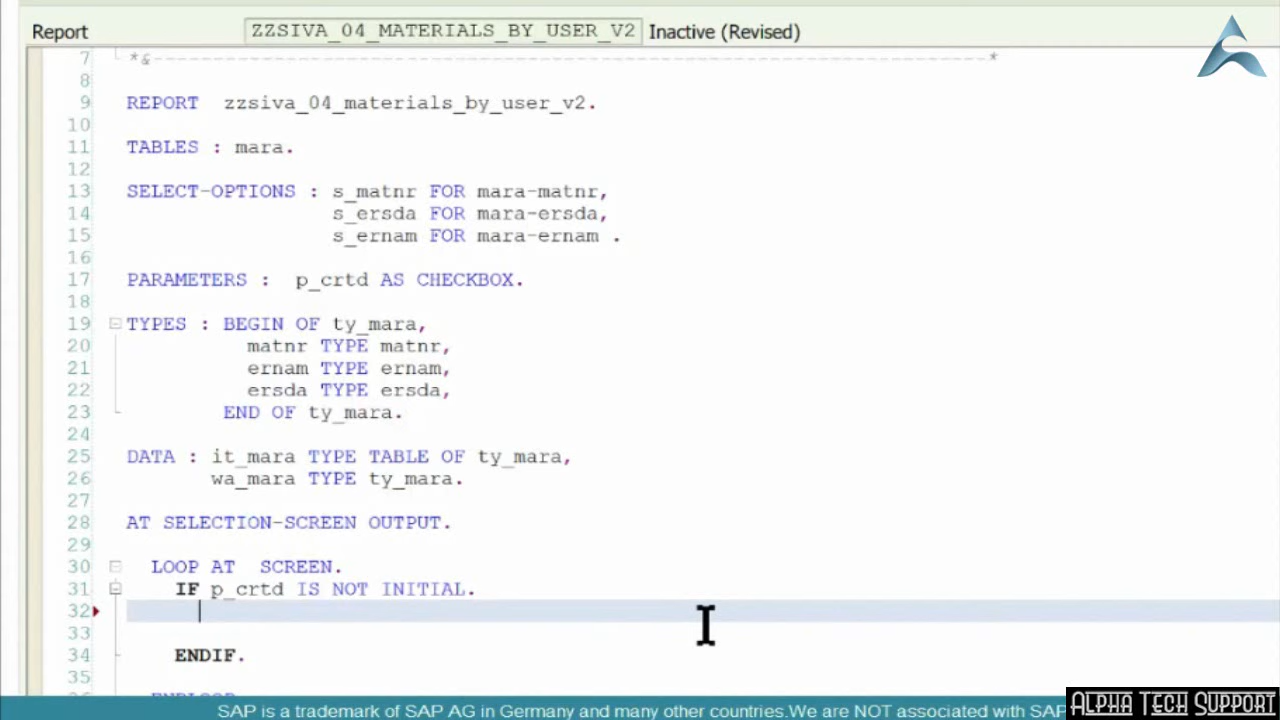 Report ZZSIVA_04_MATERIALS_BY_USER_V2 Inactive (Revised)
7 *&---------------------------------------------------------------------*
8
9 REPORT zzsiva_04_materials_by_user_v2.
10
11 TABLES : mara.
12
13 SELECT-OPTIONS : s_matnr FOR mara-matnr,
14 s_ersda FOR mara-ersda,
15 s_ernam FOR mara-ernam .
16
17 PARAMETERS : p_crtd AS CHECKBOX.
18
19 TYPES : BEGIN OF ty_mara,
20 matnr TYPE matnr,
21 ernam TYPE ernam,
22 ersda TYPE ersda,
23 END OF ty_mara.
24
25 DATA : it_mara TYPE TABLE OF ty_mara,
26 wa_mara TYPE ty_mara.
27
28 AT SELECTION-SCREEN OUTPUT.
29
30 LOOP AT SCREEN.
31 IF p_crtd IS NOT INITIAL.
32
33
34 ENDIF.
35
36 ENDLOOP
SAP is a trademark of SAP AG in Germany and many other countries.We are NOT associated with SAP
Alpha Tech Support